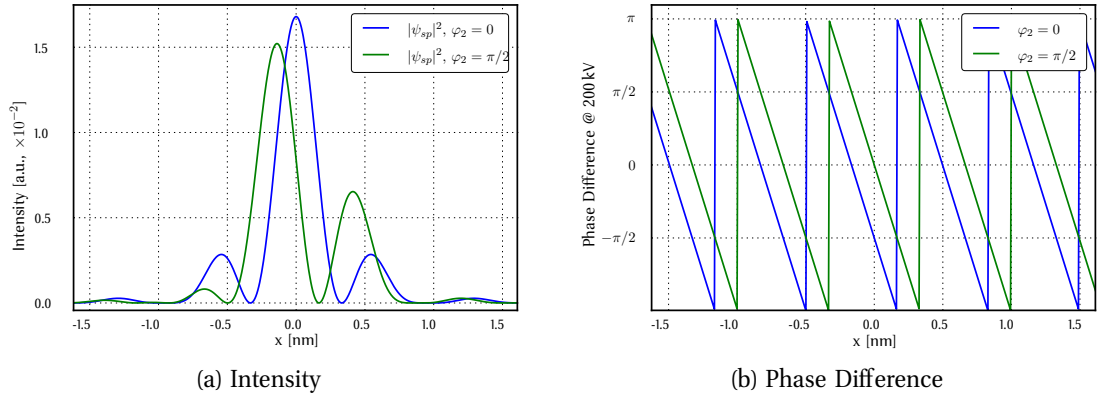 |ψ_sp|², φ₂ = 0
|ψ_sp|², φ₂ = π/2
Intensity [a.u., ×10⁻²]
1.5
1.0
0.5
0.0
-1.5 -1.0 -0.5 0.0 0.5 1.0 1.5
x [nm]
(a) Intensity
φ₂ = 0
φ₂ = π/2
Phase Difference @ 200 kV
π
π/2
0
−π/2
-1.5 -1.0 -0.5 0.0 0.5 1.0 1.5
x [nm]
(b) Phase Difference